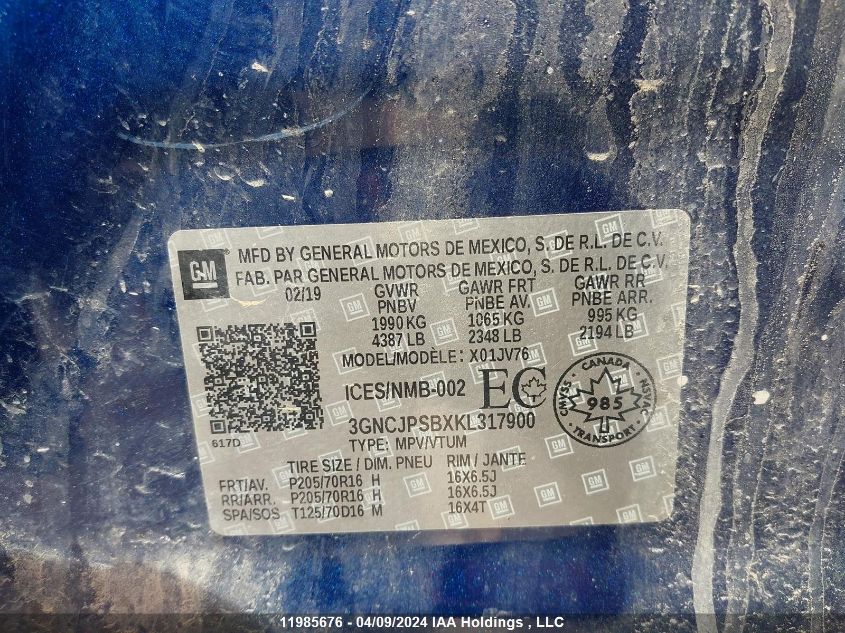 GM
MFD BY GENERAL MOTORS DE MEXICO, S. DE R.L. DE C.V.
FAB. PAR GENERAL MOTORS DE MEXICO, S. DE R.L. DE C.V.
02/19 GVWR GAWR FRT GAWR RR
PNBV PNBE AV. PNBE ARR.
1990 KG 1065 KG 995 KG
4387 LB 2348 LB 2194 LB
MODEL/MODÈLE: X01JV76
ICES/NMB-002 EC
CANADA
985
TRANSPORT
3GNCJPSBXKL317900
617D
TYPE: MPV/VTUM
TIRE SIZE / DIM. PNEU RIM / JANTE
FRT/AV. P205/70R16 H 16X6.5J
RR/ARR. P205/70R16 H 16X6.5J
SPA/SOS T125/70D16 M 16X4T
11985676 - 04/09/2024 IAA Holdings , LLC